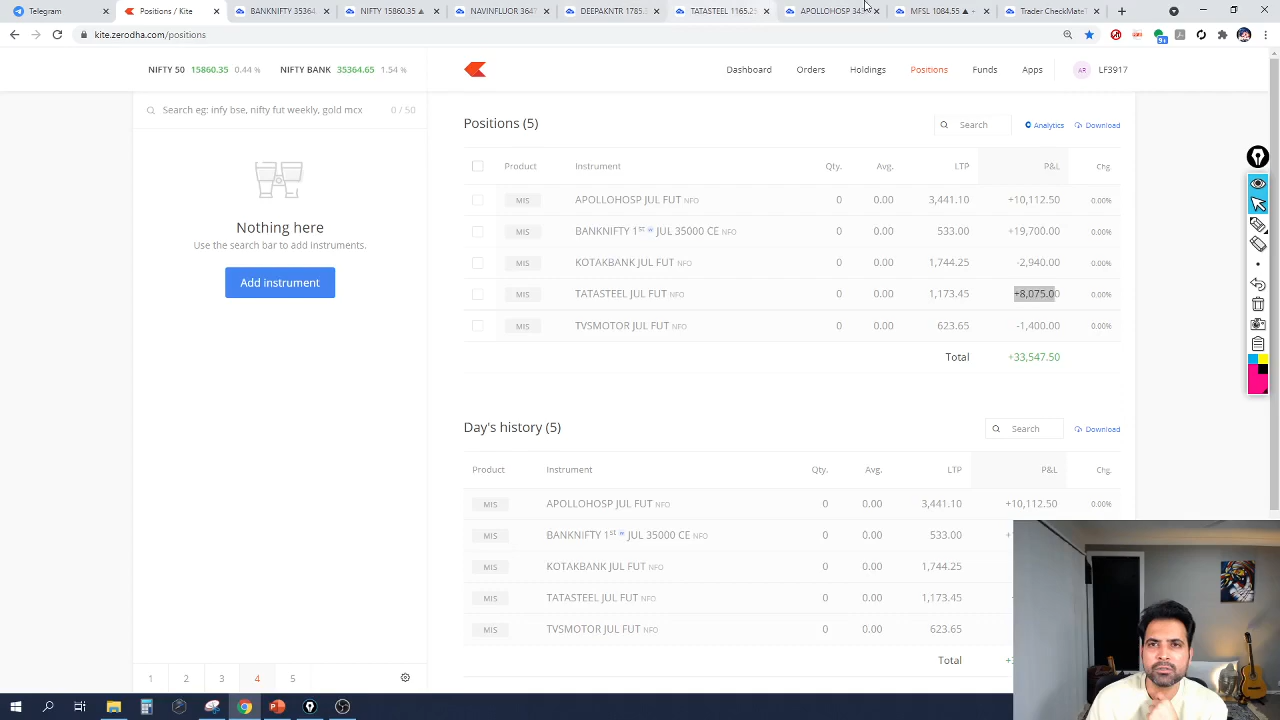 Telegram
Positions / Kite
BANKNIFTY 35364.
NIFTY 15860.35 ▲
NAVINFLUOR 3647
DEEPAKNTR 1785.
TATASTEEL 1165.25
APOLLOHOSP 343
MFSL 1084.55 ▲ +
Trader CheckMate
kite.zerodha.com/positions
9+
NIFTY 50 15860.35 0.44 %
NIFTY BANK 35364.65 1.54 %
Dashboard Orders Holdings Positions Funds Apps AP LF3917
Search eg: infy bse, nifty fut weekly, gold mcx 0 / 50
Nothing here
Use the search bar to add instruments.
Add instrument
1 2 3 4 5
Positions (5) Search Analytics Download
Product Instrument Qty. Avg. LTP P&L Chg.
MIS APOLLOHOSP JUL FUT NFO 0 0.00 3,441.10 +10,112.50 0.00%
MIS BANKNIFTY 1st w JUL 35000 CE NFO 0 0.00 533.00 +19,700.00 0.00%
MIS KOTAKBANK JUL FUT NFO 0 0.00 1,744.25 -2,940.00 0.00%
MIS TATASTEEL JUL FUT NFO 0 0.00 1,173.45 +8,075.00 0.00%
MIS TVSMOTOR JUL FUT NFO 0 0.00 623.65 -1,400.00 0.00%
Total +33,547.50
Day's history (5) Search Download
Product Instrument Qty. Avg. LTP P&L Chg.
MIS APOLLOHOSP JUL FUT NFO 0 0.00 3,441.10 +10,112.50 0.00%
MIS BANKNIFTY 1st w JUL 35000 CE NFO 0 0.00 533.00
MIS KOTAKBANK JUL FUT NFO 0 0.00 1,744.25
MIS TATASTEEL JUL FUT NFO 0 0.00 1,173.45
MIS TVSMOTOR JUL FUT NFO 0 0.00 623.65
Total